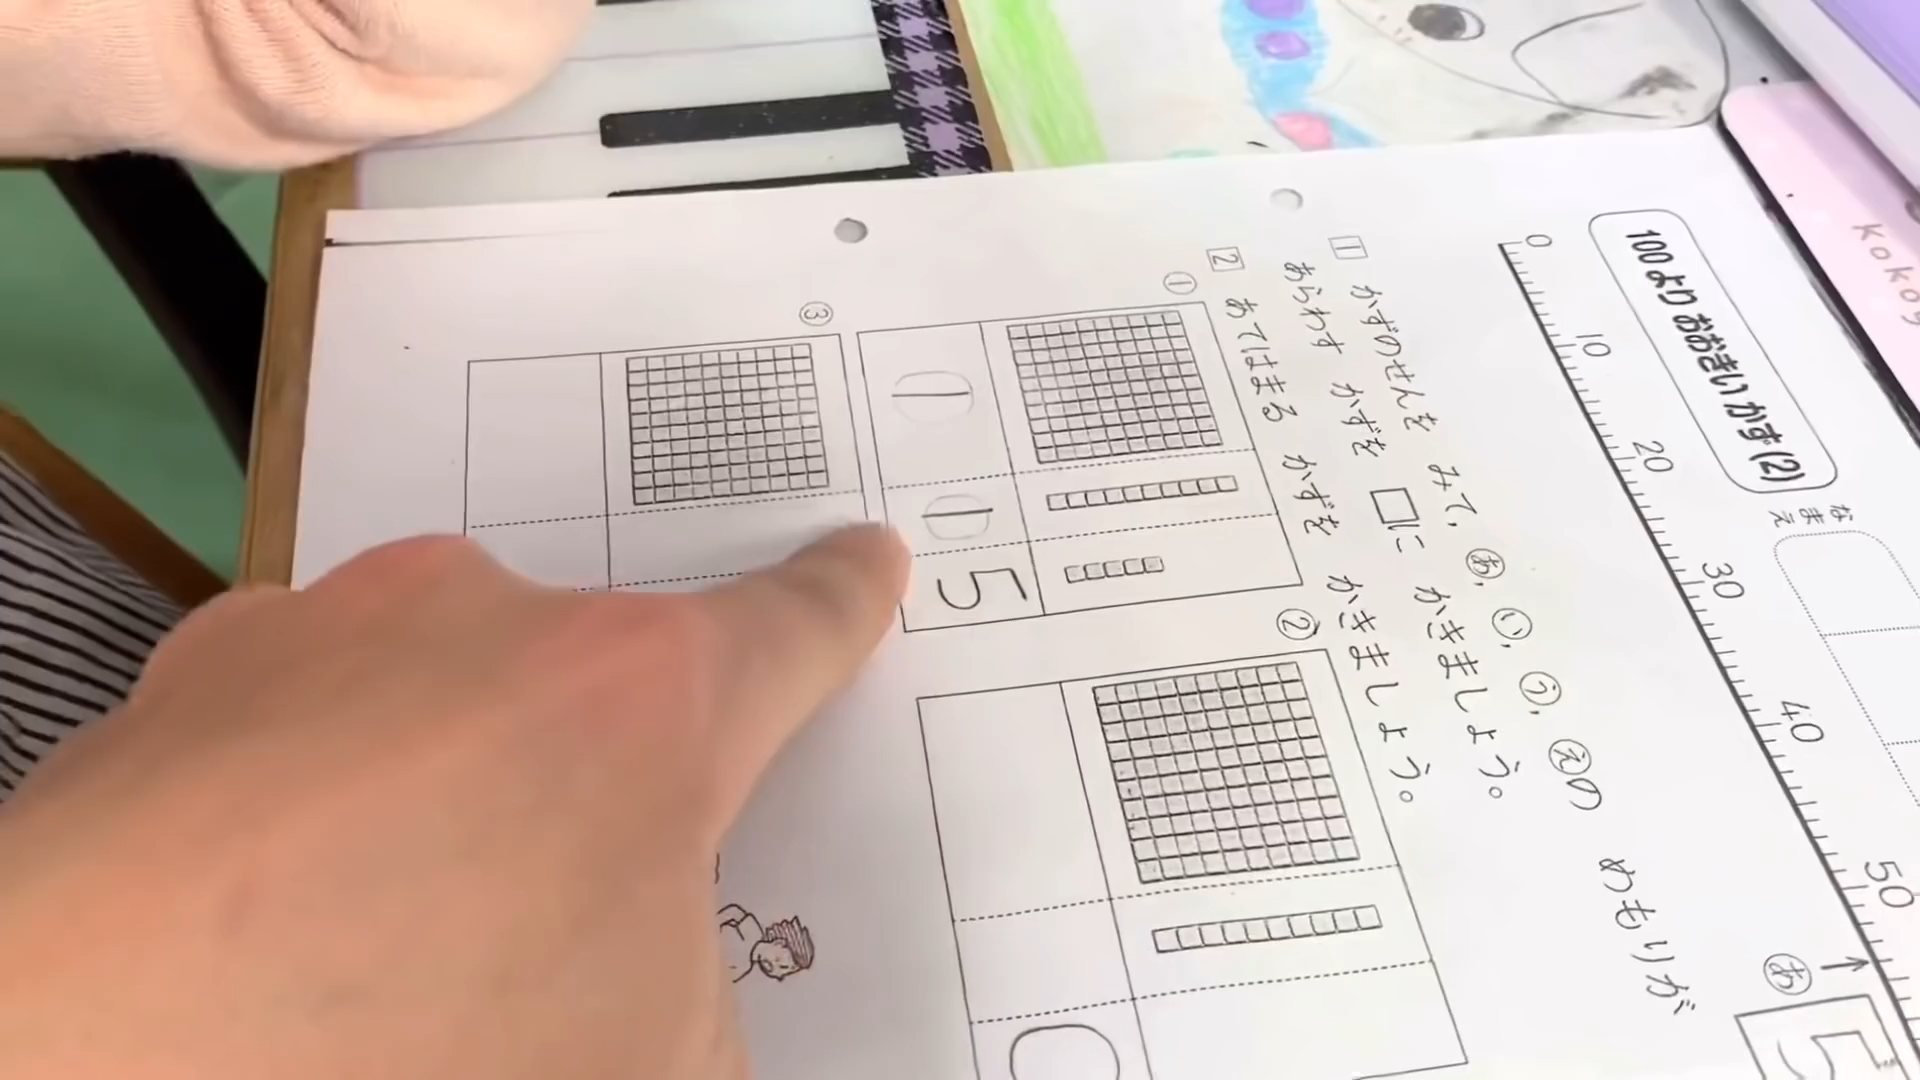 100より おおきい かず(2)
なまえ
0 10 20 30 40 50
あ
5
1 かずのせんを みて, あ, い, う, えの めもりが
あらわす かずを □に かきましょう。
2 あてはまる かずを かきましょう。
①
1 1 5
②
0
③
koko